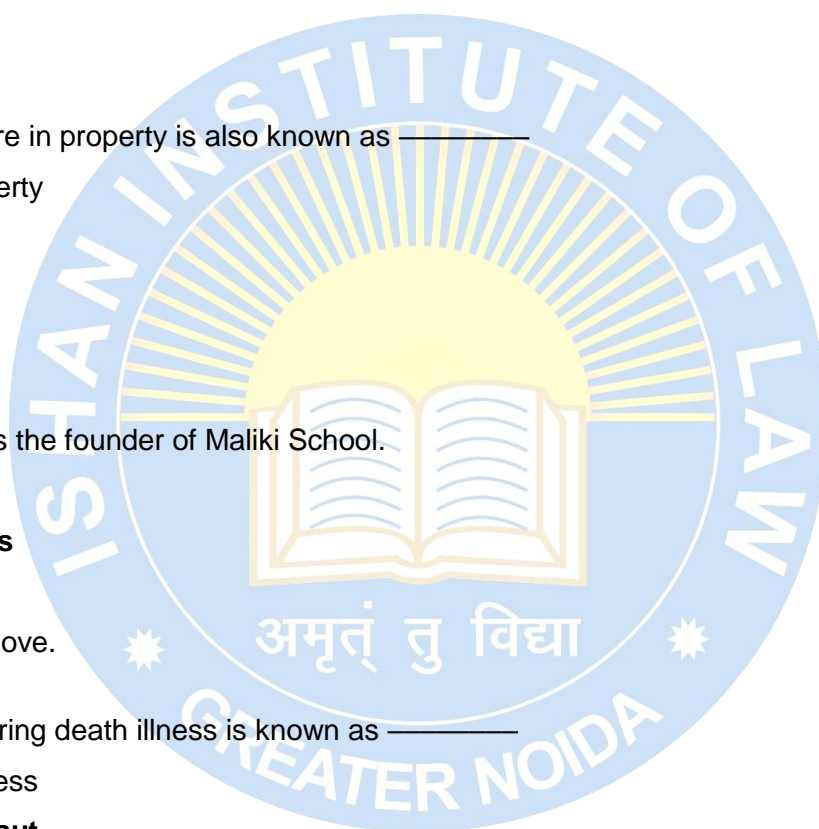 re in property is also known as ————
erty
s the founder of Maliki School.
s
ove.
ring death illness is known as ————
ess
aut
ISHAN INSTITUTE OF LAW
अमृतं तु विद्या
GREATER NOIDA